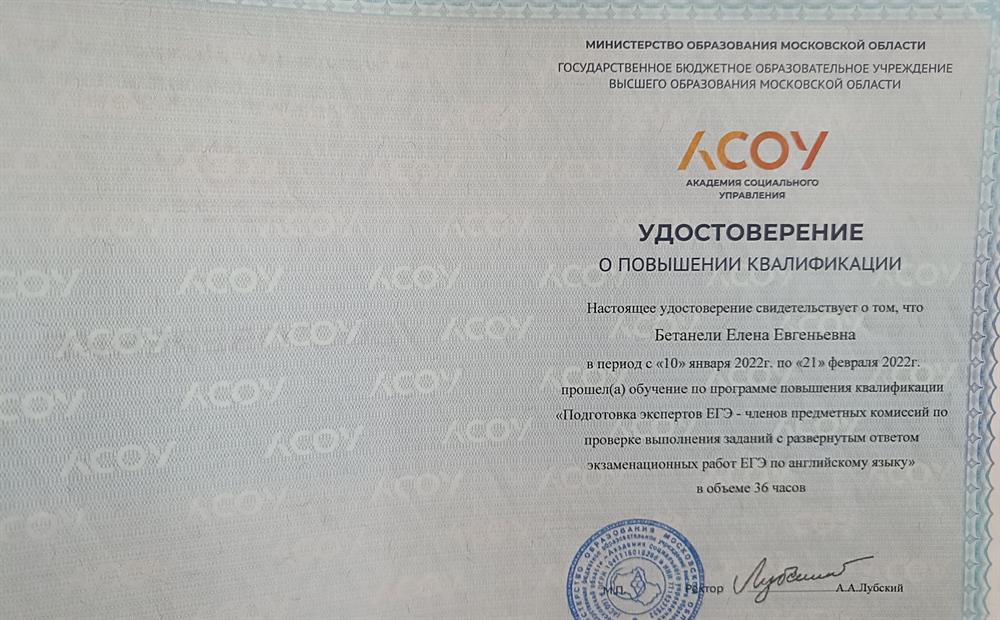 МИНИСТЕРСТВО ОБРАЗОВАНИЯ МОСКОВСКОЙ ОБЛАСТИ
ГОСУДАРСТВЕННОЕ БЮДЖЕТНОЕ ОБРАЗОВАТЕЛЬНОЕ УЧРЕЖДЕНИЕ
ВЫСШЕГО ОБРАЗОВАНИЯ МОСКОВСКОЙ ОБЛАСТИ
АСОУ
АКАДЕМИЯ СОЦИАЛЬНОГО
УПРАВЛЕНИЯ
УДОСТОВЕРЕНИЕ
О ПОВЫШЕНИИ КВАЛИФИКАЦИИ
Настоящее удостоверение свидетельствует о том, что
Бетанели Елена Евгеньевна
в период с «10» января 2022г. по «21» февраля 2022г.
прошел(а) обучение по программе повышения квалификации
«Подготовка экспертов ЕГЭ - членов предметных комиссий по
проверке выполнения заданий с развернутым ответом
экзаменационных работ ЕГЭ по английскому языку»
в объеме 36 часов
М.П. Ректор А.А.Лубский